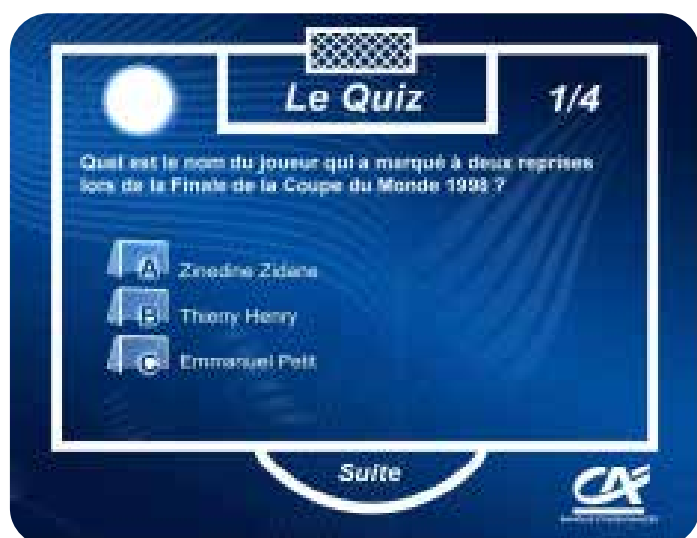 Le Quiz
1/4
Quel est le nom du joueur qui a marqué à deux reprises
lors de la Finale de la Coupe du Monde 1998 ?
A Zinedine Zidane
B Thierry Henry
C Emmanuel Petit
Suite
CA